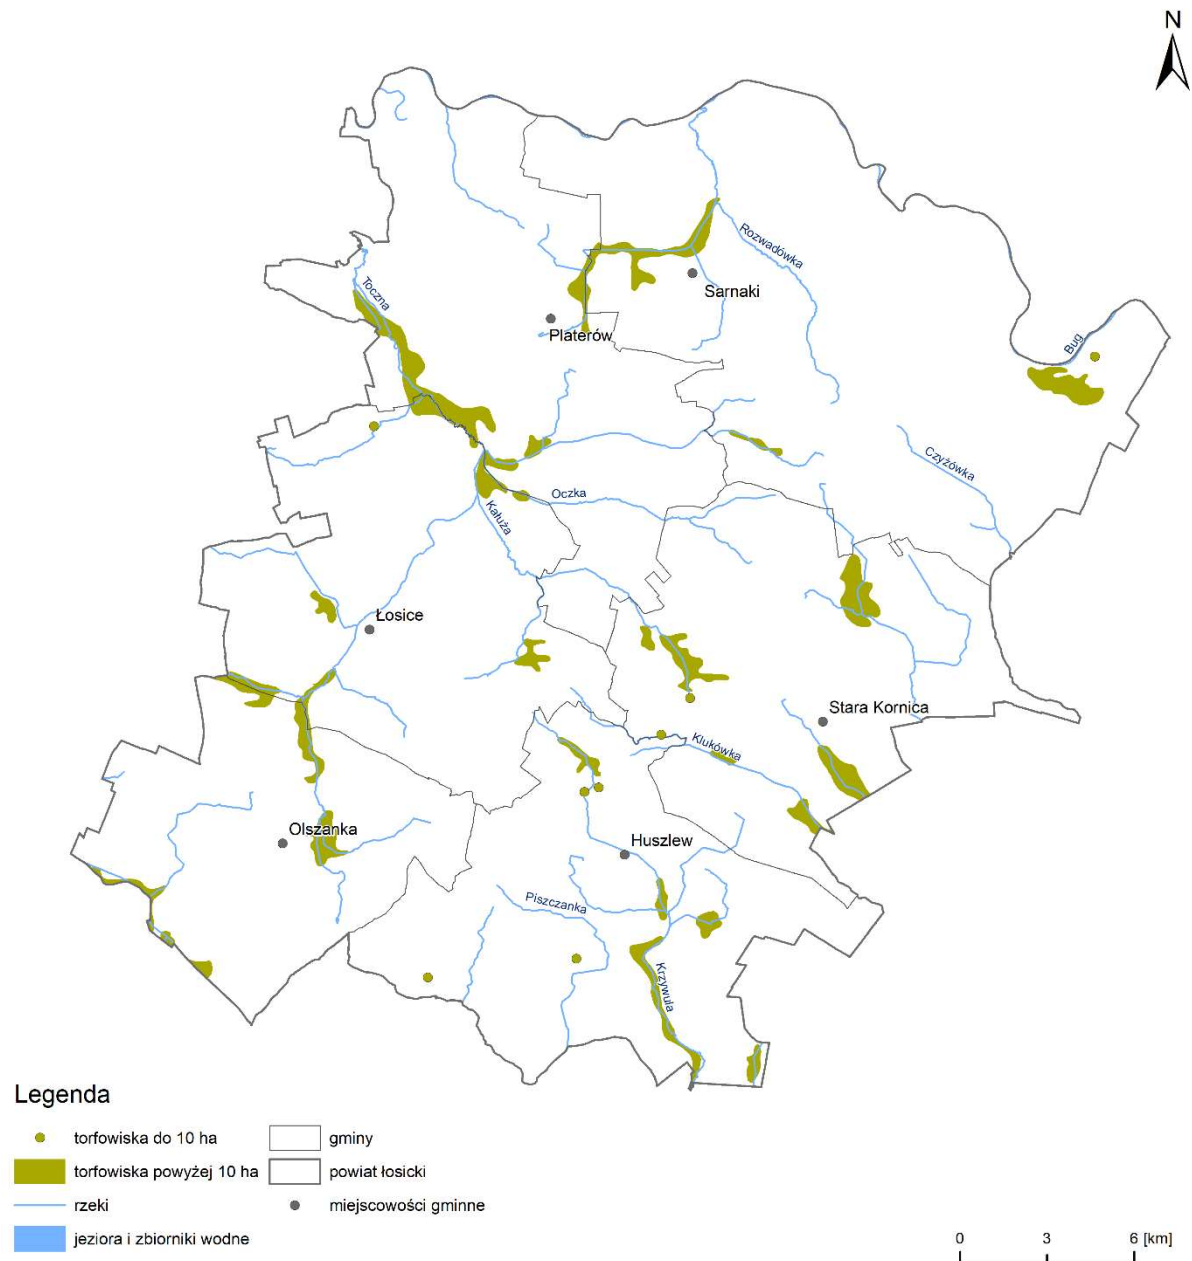 N
Rozwadówka
Sarnaki
Toczna
Platerów
Bug
Czyżówka
Oczka
Kałuża
Łosice
Stara Kornica
Klukówka
Olszanka
Huszlew
Piszczanka
Krzywula
Legenda
torfowiska do 10 ha
gminy
torfowiska powyżej 10 ha
powiat łosicki
rzeki
miejscowości gminne
jeziora i zbiorniki wodne
0 3 6 [km]